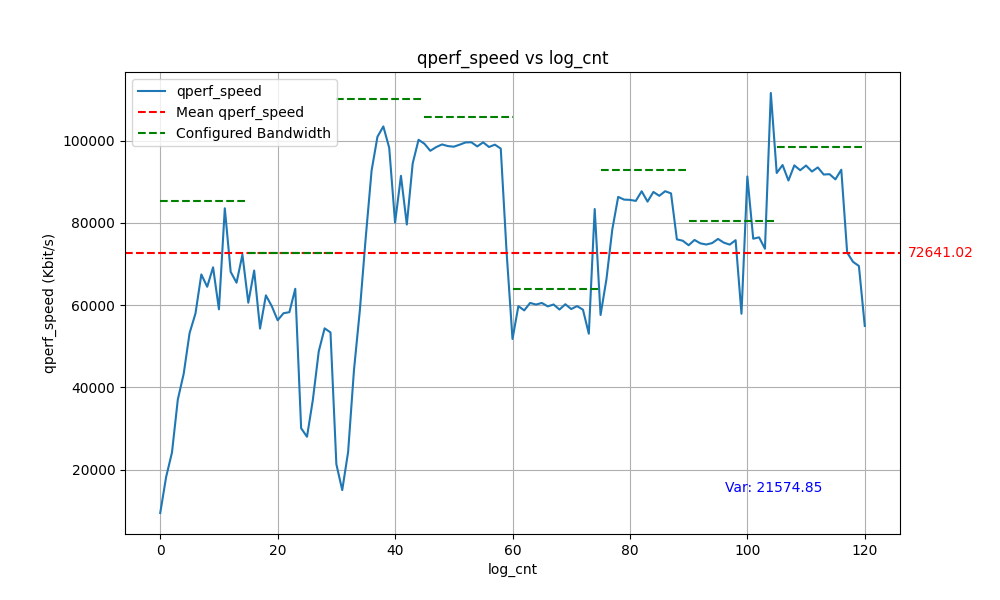 qperf_speed vs log_cnt
qperf_speed
Mean qperf_speed
Configured Bandwidth
100000
80000
60000
40000
20000
qperf_speed (Kbit/s)
72641.02
Var: 21574.85
0 20 40 60 80 100 120
log_cnt